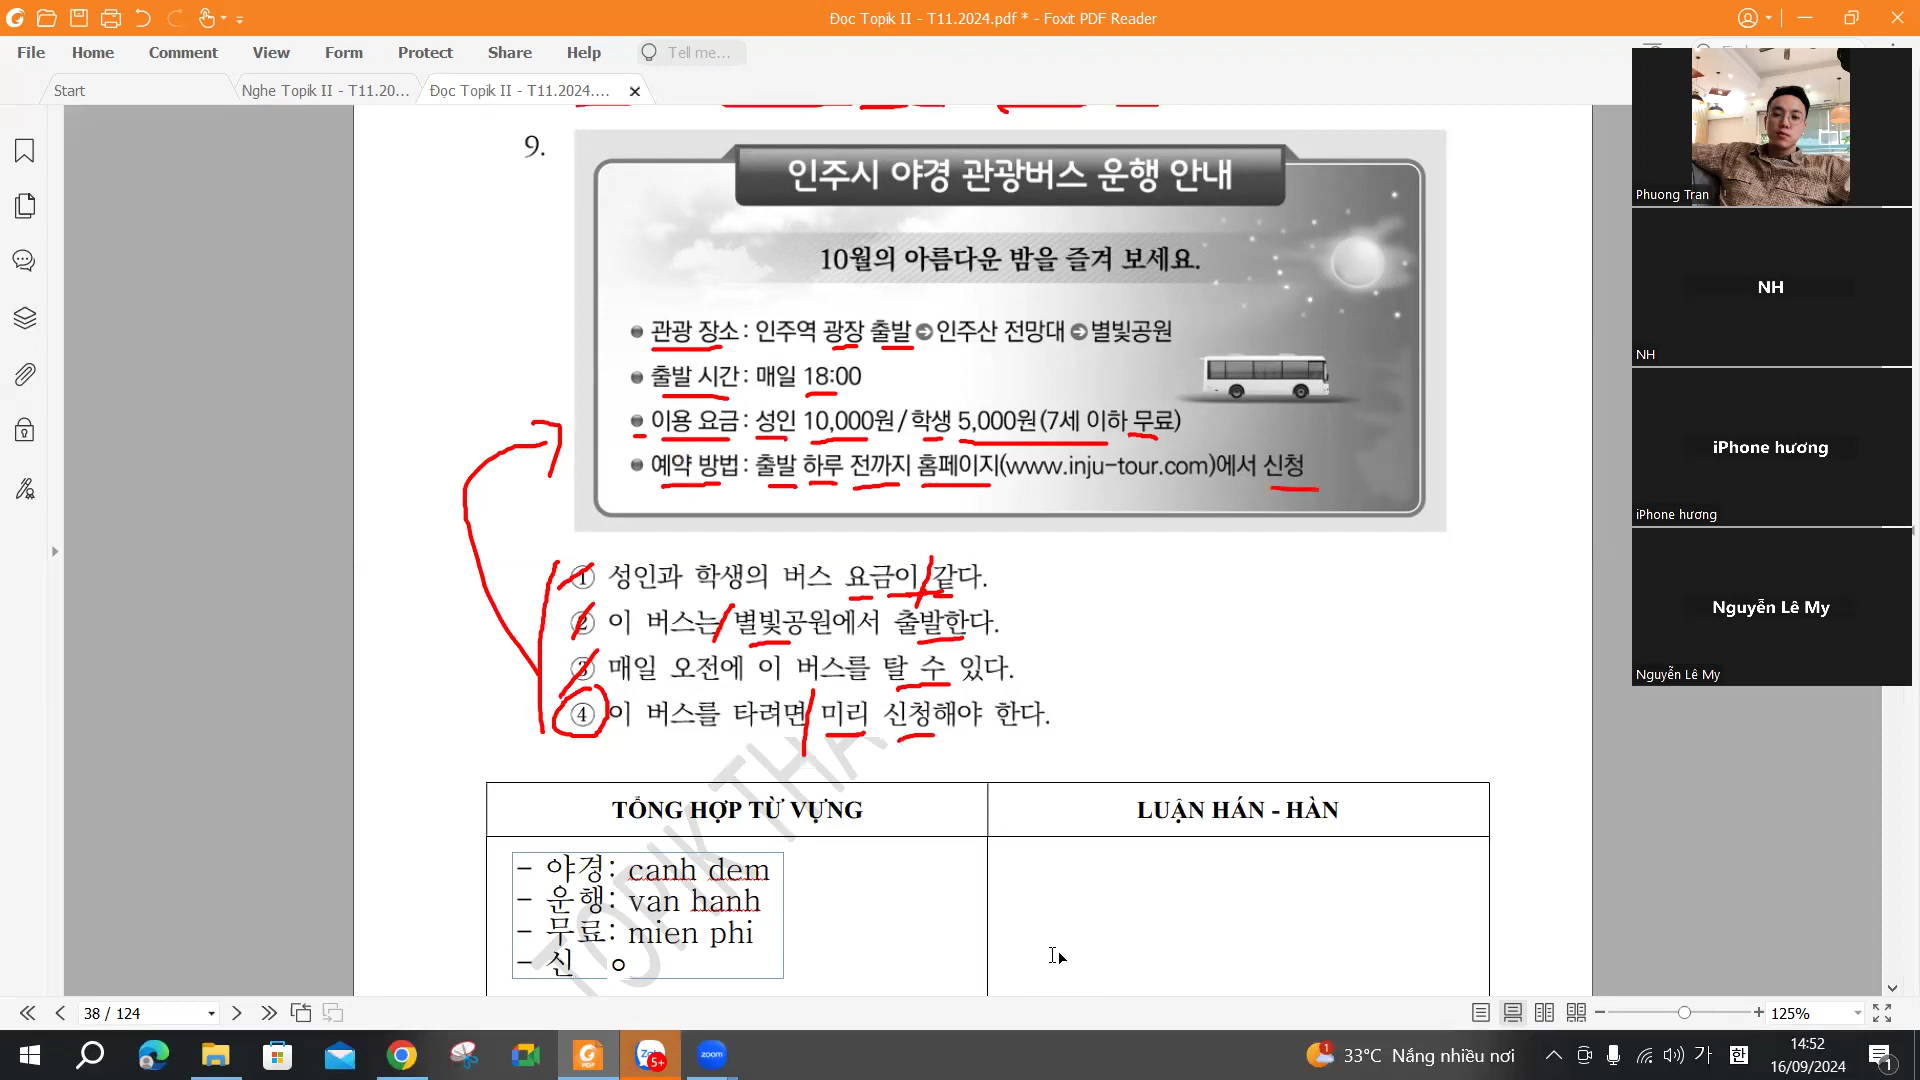 Đọc Topik II - T11.2024.pdf * - Foxit PDF Reader
File Home Comment View Form Protect Share Help Tell me...
Start Nghe Topik II - T11.20... Đọc Topik II - T11.2024....
9.
인주시 야경 관광버스 운행 안내
10월의 아름다운 밤을 즐겨 보세요.
관광 장소 : 인주역 광장 출발 ➔ 인주산 전망대 ➔ 별빛공원
출발 시간 : 매일 18:00
이용 요금 : 성인 10,000원 / 학생 5,000원 (7세 이하 무료)
예약 방법 : 출발 하루 전까지 홈페이지(www.inju-tour.com)에서 신청
① 성인과 학생의 버스 요금이 같다.
② 이 버스는 별빛공원에서 출발한다.
③ 매일 오전에 이 버스를 탈 수 있다.
④ 이 버스를 타려면 미리 신청해야 한다.
TỔNG HỢP TỪ VỰNG LUẬN HÁN - HÀN
- 야경: canh dem
- 운행: van hanh
- 무료: mien phi
- 신 ㅇ
TOPIK THA
Phuong Tran
NH
NH
iPhone hương
iPhone hương
Nguyễn Lê My
Nguyễn Lê My
38 / 124
125%
zoom
5+
33°C Nắng nhiều nơi
가 한
14:52
16/09/2024
1